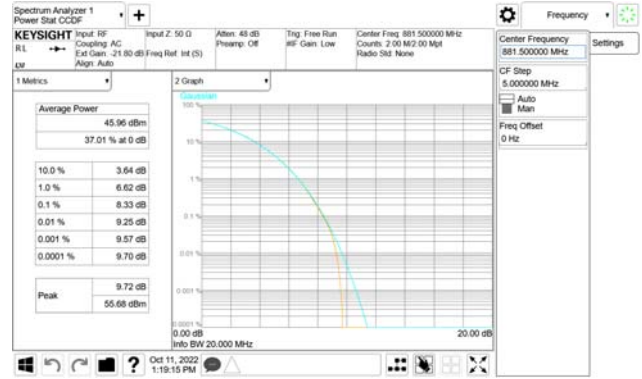 Spectrum Analyzer 1
Power Stat CCDF
+
KEYSIGHT
RL
Input: RF
Coupling: AC
Ext Gain: -21.80 dB
Align: Auto
Input Z: 50 Ω
Freq Ref: Int (S)
Atten: 48 dB
Preamp: Off
Trig: Free Run
#IF Gain: Low
Center Freq: 881.500000 MHz
Counts: 2.00 M/2.00 Mpt
Radio Std: None
1 Metrics
Average Power
45.96 dBm
37.01 % at 0 dB
10.0 % 3.64 dB
1.0 % 6.62 dB
0.1 % 8.33 dB
0.01 % 9.25 dB
0.001 % 9.57 dB
0.0001 % 9.70 dB
Peak
9.72 dB
55.68 dBm
2 Graph
Gaussian
100 %
10 %
1 %
0.1 %
0.01 %
0.001 %
0.0001 %
0.00 dB
20.00 dB
Info BW 20.000 MHz
Oct 11, 2022
1:19:15 PM
Frequency
Center Frequency
881.500000 MHz
CF Step
5.000000 MHz
Auto
Man
Freq Offset
0 Hz
Settings